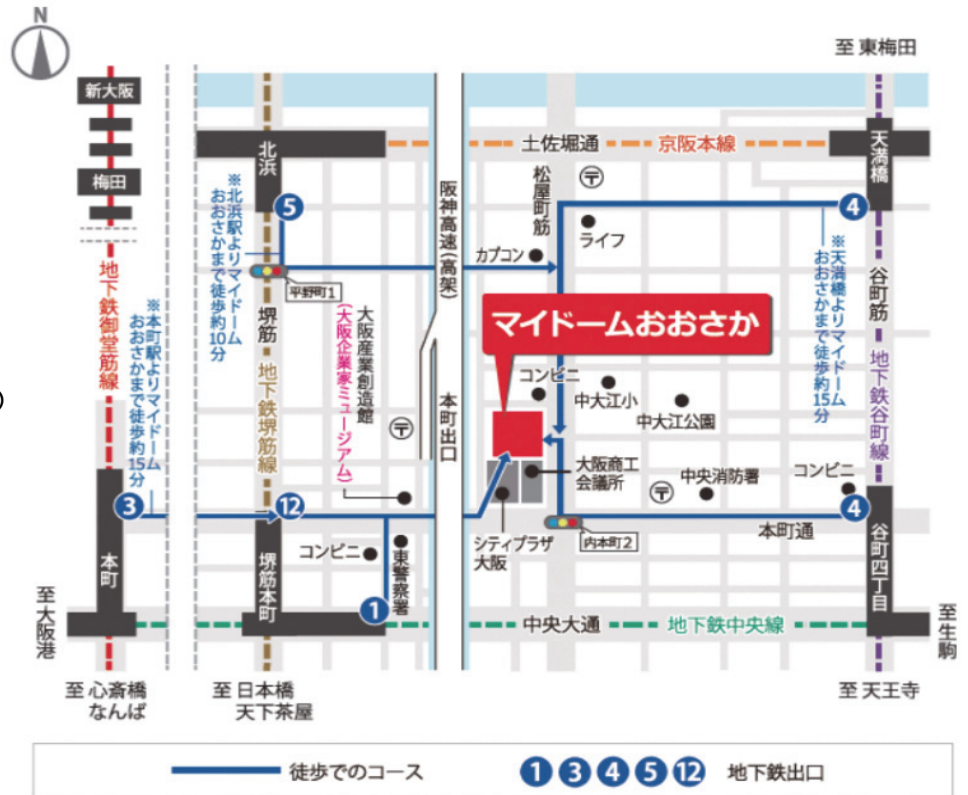 N
至 東梅田
新大阪
梅田
北浜
土佐堀通
京阪本線
天満橋
〒
松屋町筋
5
4
ライフ
カプコン
※北浜駅よりマイドーム
おおさかまで徒歩約10分
平野町1
阪神高速(高架)
※天満橋よりマイドーム
おおさかまで徒歩約15分
谷町筋
地下鉄御堂筋線
※本町駅よりマイドーム
おおさかまで徒歩約15分
堺筋
地下鉄堺筋線
大阪産業創造館
(大阪企業家ミュージアム)
マイドームおおさか
コンビニ
中大江小
中大江公園
地下鉄谷町線
〒
本町出口
大阪商工
会議所
中央消防署
コンビニ
〒
3
12
4
シティプラザ
大阪
内本町2
本町通
コンビニ
東警察署
本町
堺筋本町
谷町四丁目
1
至 大阪港
中央大通
地下鉄中央線
至 生駒
至 心斎橋
なんば
至 日本橋
天下茶屋
至 天王寺
徒歩でのコース
1 3 4 5 12 地下鉄出口